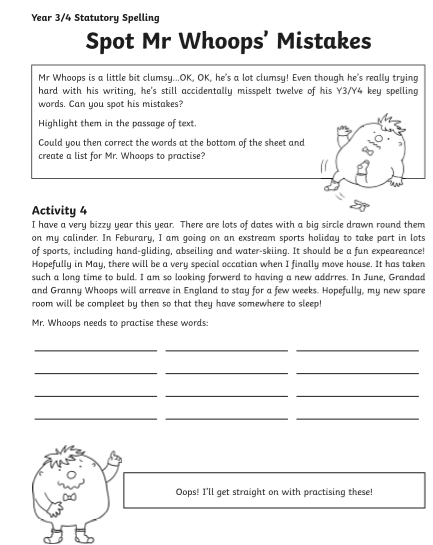 Year 3/4 Statutory Spelling
Spot Mr Whoops' Mistakes
Mr Whoops is a little bit clumsy...OK, OK, he's a lot clumsy! Even though he's really trying
hard with his writing, he's still accidentally misspelt twelve of his Y3/Y4 key spelling
words. Can you spot his mistakes?
Highlight them in the passage of text.
Could you then correct the words at the bottom of the sheet and
create a list for Mr. Whoops to practise?
Activity 4
I have a very bizzy year this year. There are lots of dates with a big sircle drawn round them
on my calinder. In Feburary, I am going on an exstream sports holiday to take part in lots
of sports, including hand-gliding, abseiling and water-skiing. It should be a fun expeareance!
Hopefully in May, there will be a very special occatian when I finally move house. It has taken
such a long time to buld. I am so looking forwerd to having a new addrres. In June, Grandad
and Granny Whoops will arreave in England to stay for a few weeks. Hopefully, my new spare
room will be compleet by then so that they have somewhere to sleep!
Mr. Whoops needs to practise these words:
Oops! I'll get straight on with practising these!